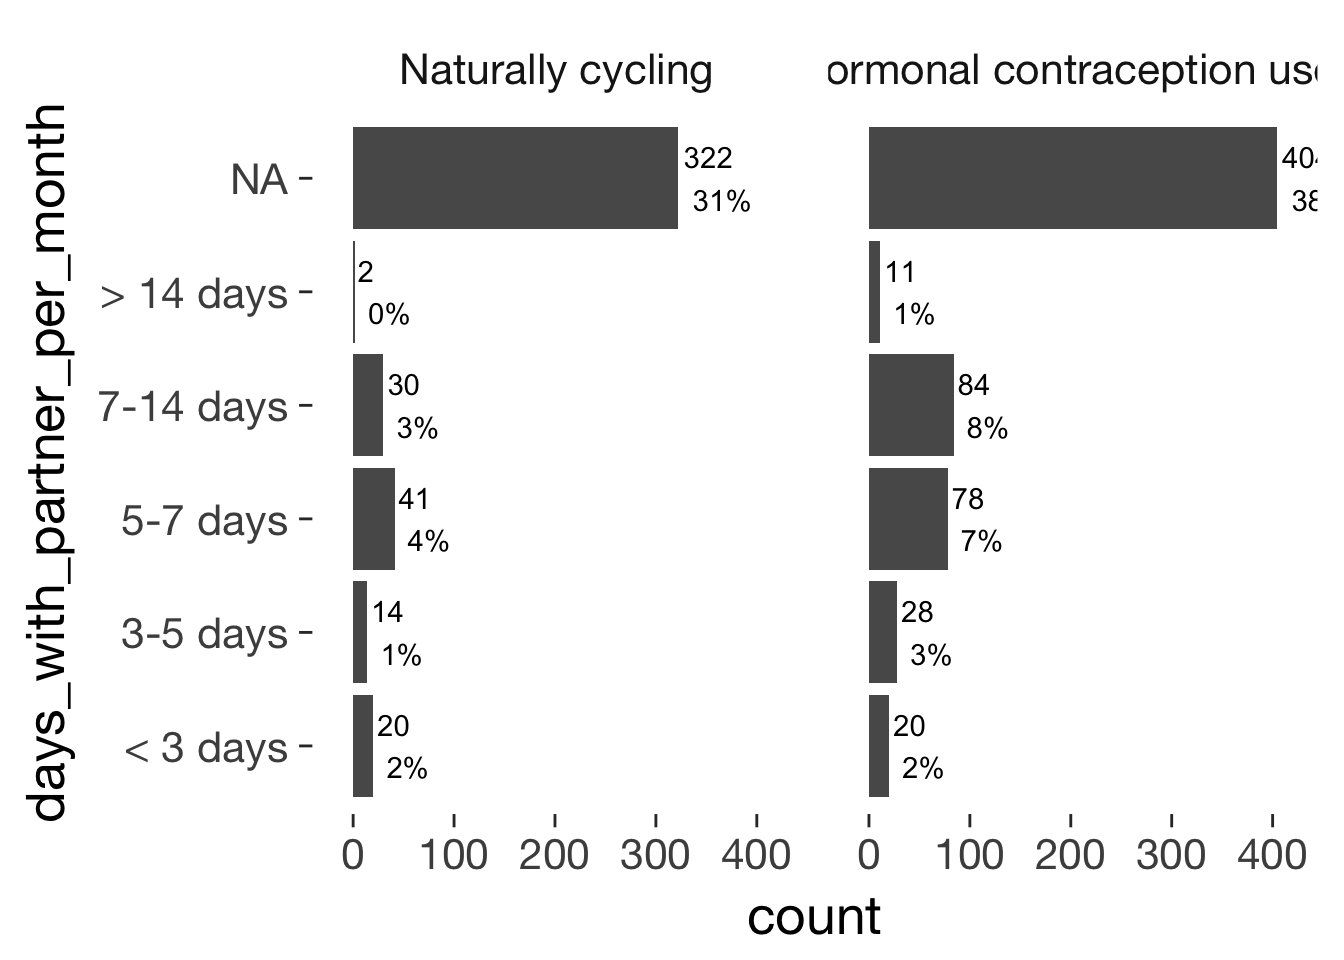 Naturally cycling
ormonal contraception us
days_with_partner_per_month
NA
322
31%
40
38
> 14 days
2
0%
11
1%
7-14 days
30
3%
84
8%
5-7 days
41
4%
78
7%
3-5 days
14
1%
28
3%
< 3 days
20
2%
20
2%
0 100 200 300 400
0 100 200 300 400
count